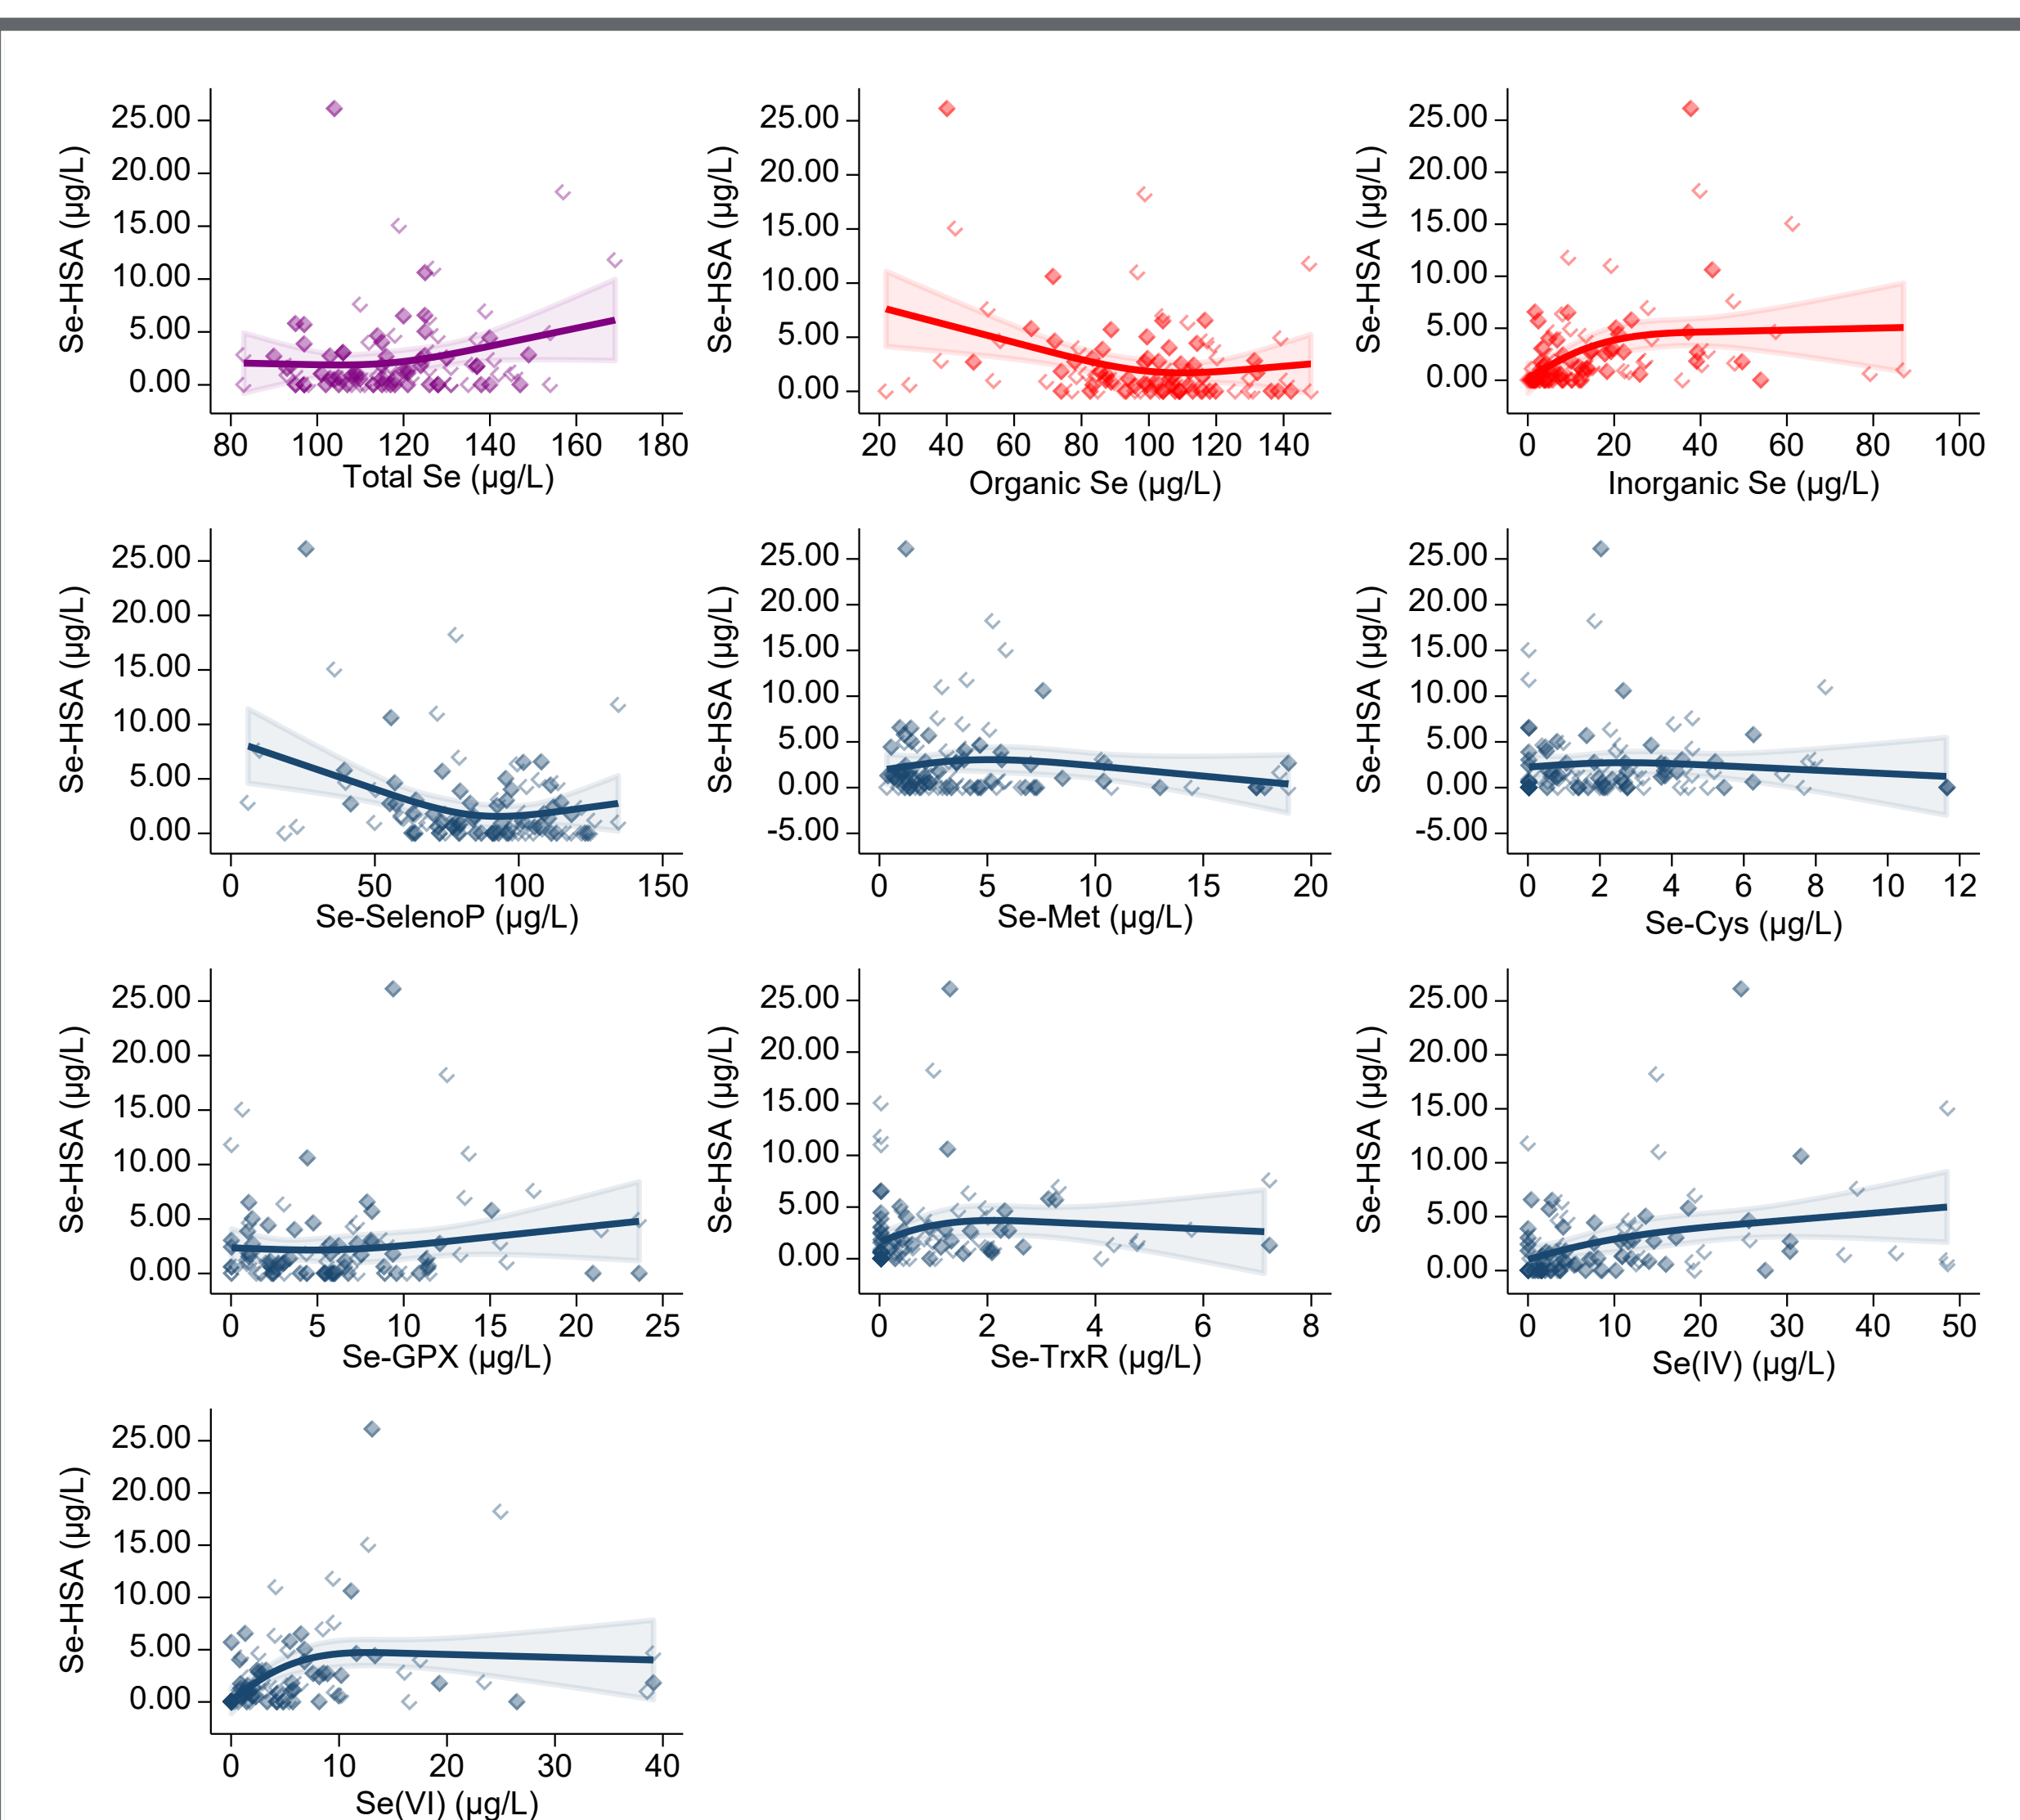 25.00
20.00
15.00
10.00
5.00
0.00
Se-HSA (µg/L)
80 100 120 140 160 180
Total Se (µg/L)
25.00
20.00
15.00
10.00
5.00
0.00
Se-HSA (µg/L)
20 40 60 80 100 120 140
Organic Se (µg/L)
25.00
20.00
15.00
10.00
5.00
0.00
Se-HSA (µg/L)
0 20 40 60 80 100
Inorganic Se (µg/L)
25.00
20.00
15.00
10.00
5.00
0.00
Se-HSA (µg/L)
0 50 100 150
Se-SelenoP (µg/L)
25.00
20.00
15.00
10.00
5.00
0.00
-5.00
Se-HSA (µg/L)
0 5 10 15 20
Se-Met (µg/L)
25.00
20.00
15.00
10.00
5.00
0.00
-5.00
Se-HSA (µg/L)
0 2 4 6 8 10 12
Se-Cys (µg/L)
25.00
20.00
15.00
10.00
5.00
0.00
Se-HSA (µg/L)
0 5 10 15 20 25
Se-GPX (µg/L)
25.00
20.00
15.00
10.00
5.00
0.00
Se-HSA (µg/L)
0 2 4 6 8
Se-TrxR (µg/L)
25.00
20.00
15.00
10.00
5.00
0.00
Se-HSA (µg/L)
0 10 20 30 40 50
Se(IV) (µg/L)
25.00
20.00
15.00
10.00
5.00
0.00
Se-HSA (µg/L)
0 10 20 30 40
Se(VI) (µg/L)